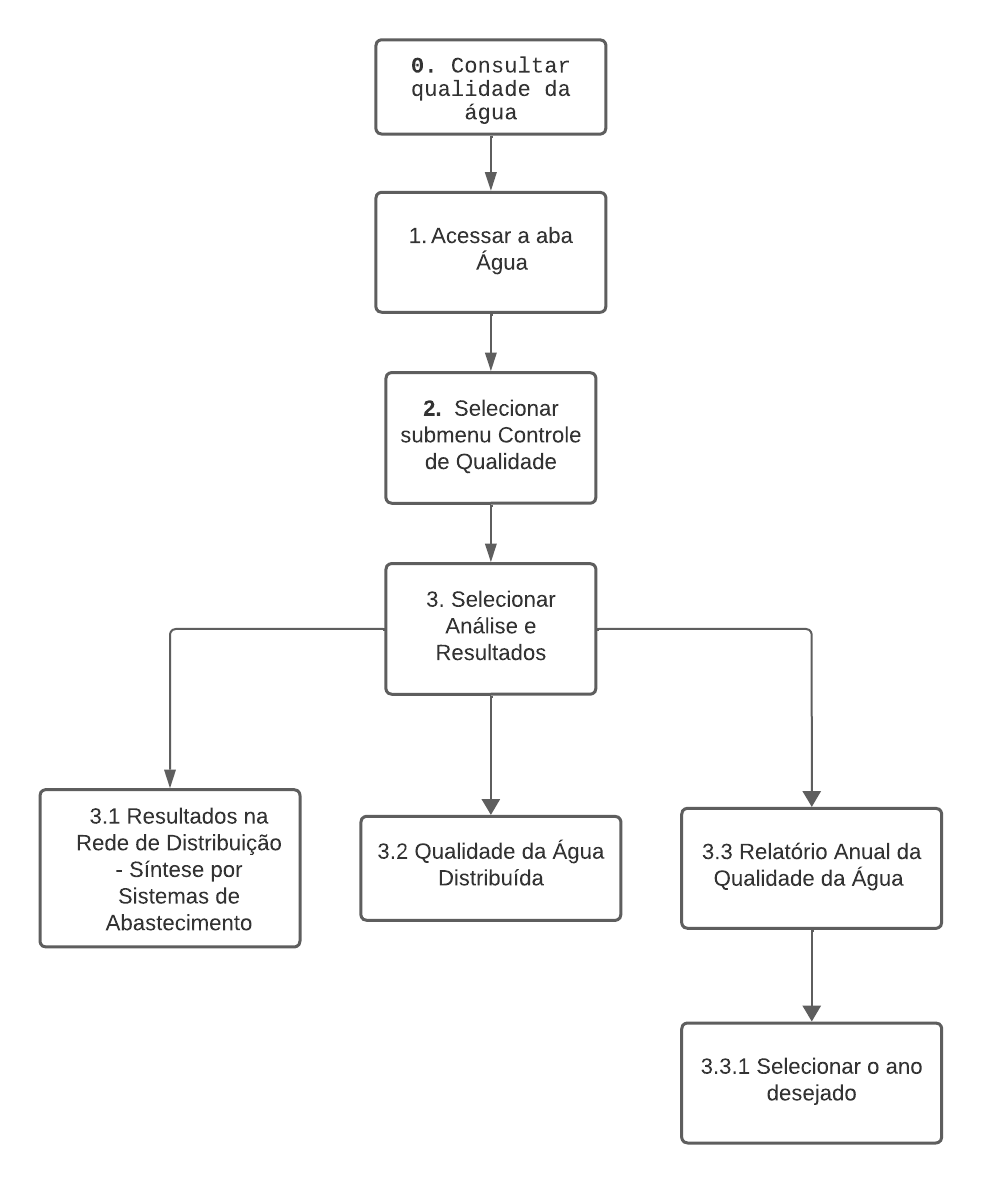 0. Consultar
qualidade da
água
1. Acessar a aba
Água
2. Selecionar
submenu Controle
de Qualidade
3. Selecionar
Análise e
Resultados
3.1 Resultados na
Rede de Distribuição
- Síntese por
Sistemas de
Abastecimento
3.2 Qualidade da Água
Distribuída
3.3 Relatório Anual da
Qualidade da Água
3.3.1 Selecionar o ano
desejado